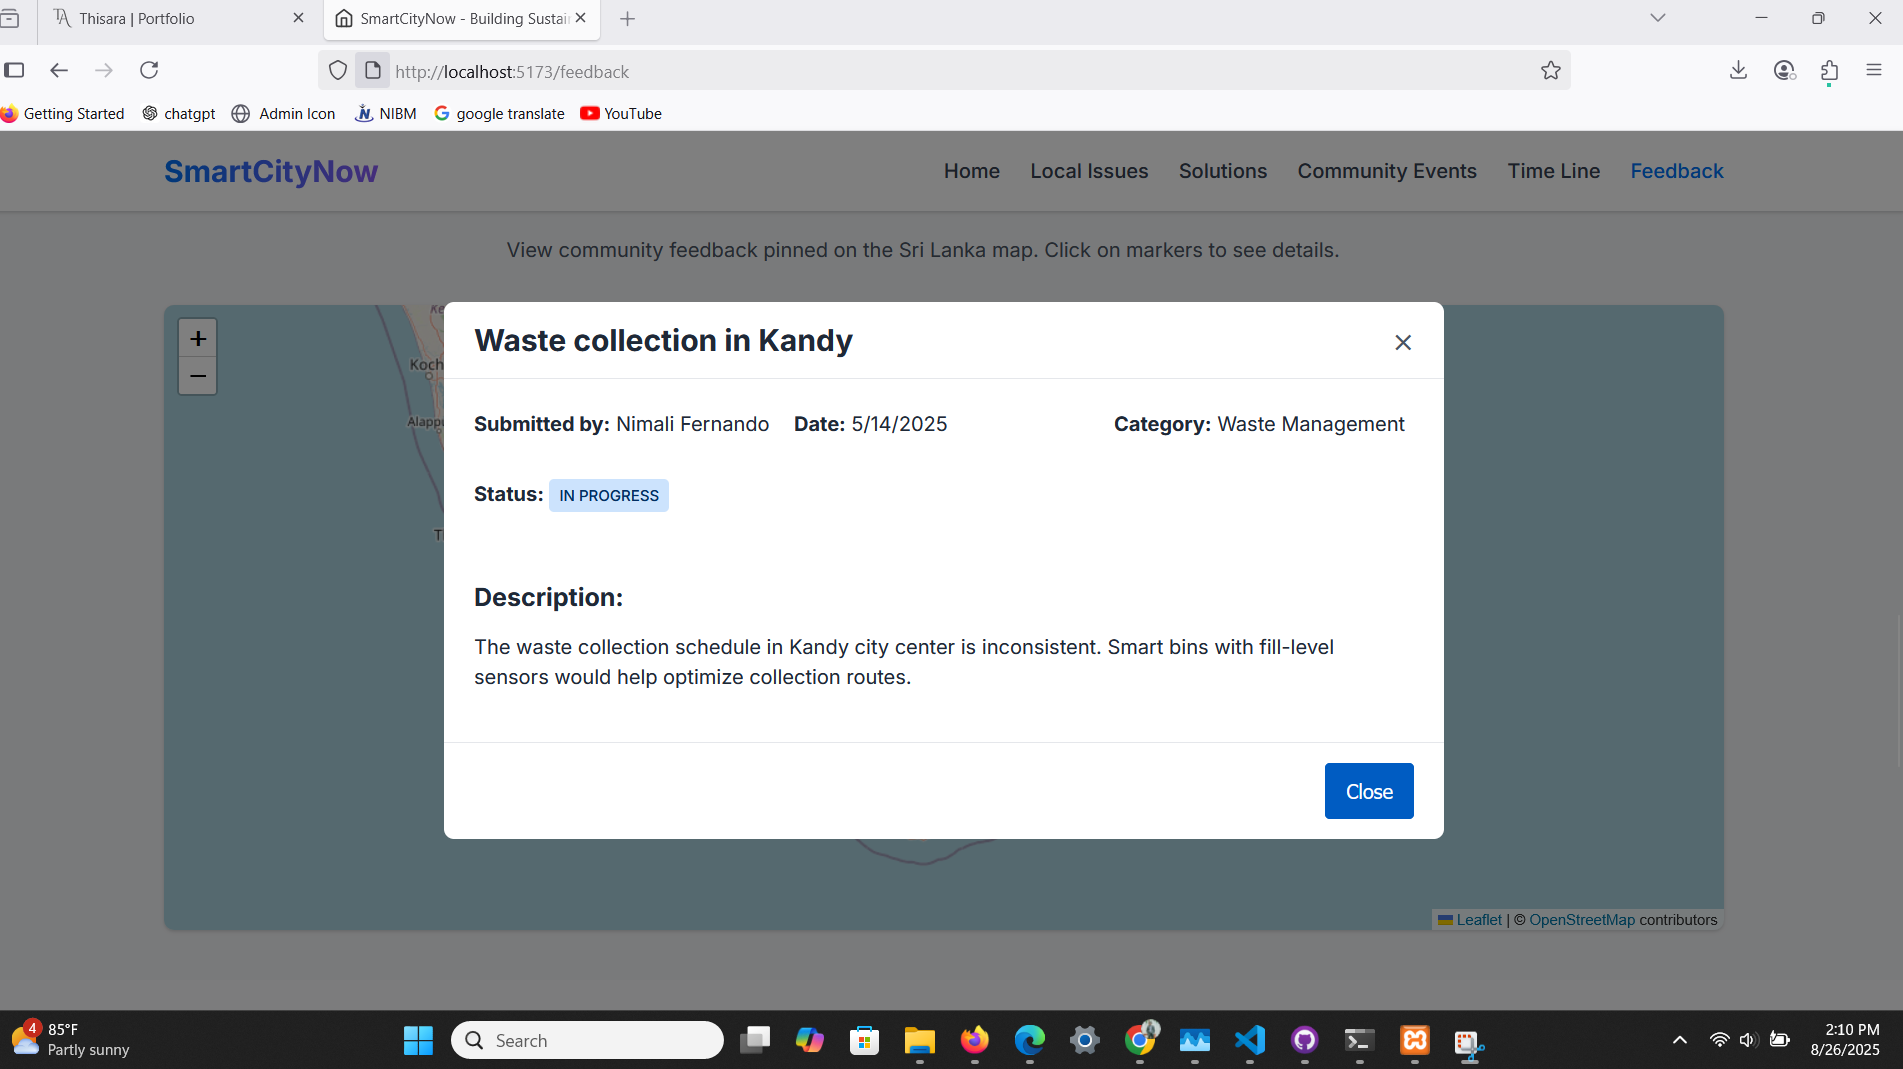 Thisara | Portfolio
SmartCityNow - Building Sustai
http://localhost:5173/feedback
Getting Started
chatgpt
Admin Icon
NIBM
google translate
YouTube
SmartCityNow
Home
Local Issues
Solutions
Community Events
Time Line
Feedback
View community feedback pinned on the Sri Lanka map. Click on markers to see details.
+
−
Ke
Koch
Alappu
T
Waste collection in Kandy
Submitted by: Nimali Fernando
Date: 5/14/2025
Category: Waste Management
Status: IN PROGRESS
Description:
The waste collection schedule in Kandy city center is inconsistent. Smart bins with fill-level
sensors would help optimize collection routes.
Close
Leaflet | © OpenStreetMap contributors
4
85°F
Partly sunny
Search
2:10 PM
8/26/2025